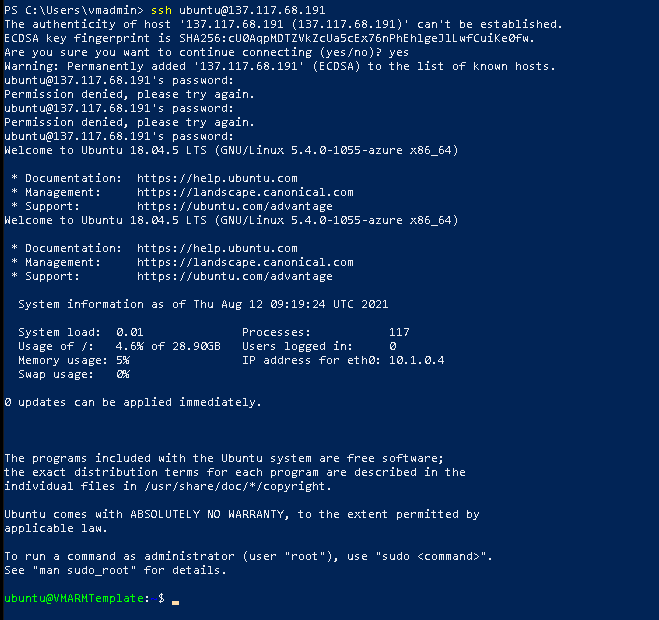 PS C:\Users\vmadmin> ssh ubuntu@137.117.68.191
The authenticity of host '137.117.68.191 (137.117.68.191)' can't be established.
ECDSA key fingerprint is SHA256:cU0AqpMDTZVkZcUa5cEx76nPhEhlgeJ1LwfCuiKe0fw.
Are you sure you want to continue connecting (yes/no)? yes
Warning: Permanently added '137.117.68.191' (ECDSA) to the list of known hosts.
ubuntu@137.117.68.191's password:
Permission denied, please try again.
ubuntu@137.117.68.191's password:
Permission denied, please try again.
ubuntu@137.117.68.191's password:
Welcome to Ubuntu 18.04.5 LTS (GNU/Linux 5.4.0-1055-azure x86_64)
* Documentation: https://help.ubuntu.com
* Management: https://landscape.canonical.com
* Support: https://ubuntu.com/advantage
Welcome to Ubuntu 18.04.5 LTS (GNU/Linux 5.4.0-1055-azure x86_64)
* Documentation: https://help.ubuntu.com
* Management: https://landscape.canonical.com
* Support: https://ubuntu.com/advantage
System information as of Thu Aug 12 09:19:24 UTC 2021
System load: 0.01 Processes: 117
Usage of /: 4.6% of 28.90GB Users logged in: 0
Memory usage: 5% IP address for eth0: 10.1.0.4
Swap usage: 0%
0 updates can be applied immediately.
The programs included with the Ubuntu system are free software;
the exact distribution terms for each program are described in the
individual files in /usr/share/doc/*/copyright.
Ubuntu comes with ABSOLUTELY NO WARRANTY, to the extent permitted by
applicable law.
To run a command as administrator (user "root"), use "sudo <command>".
See "man sudo_root" for details.
ubuntu@VMARMTemplate: $